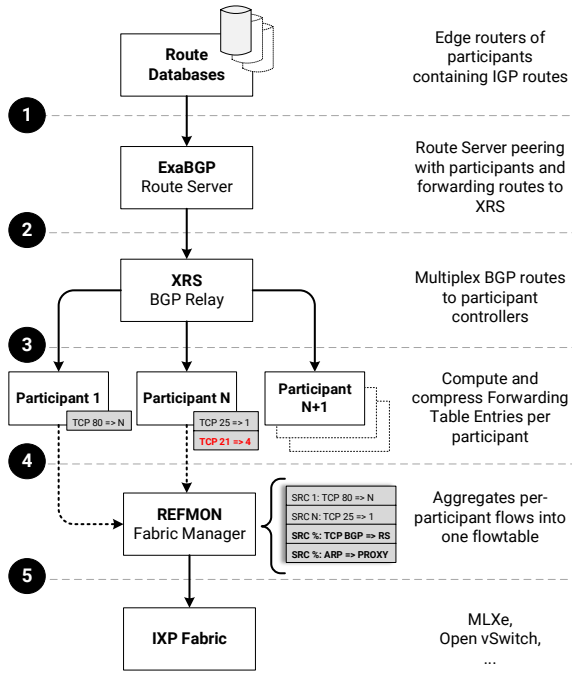 Route
Databases
Edge routers of
participants
containing IGP routes
1
ExaBGP
Route Server
Route Server peering
with participants and
forwarding routes to
XRS
2
XRS
BGP Relay
Multiplex BGP routes
to participant
controllers
3
Participant 1
TCP 80 => N
Participant N
TCP 25 => 1
TCP 21 => 4
Participant
N+1
Compute and
compress Forwarding
Table Entries per
participant
4
REFMON
Fabric Manager
SRC 1: TCP 80 => N
SRC N: TCP 25 => 1
SRC %: TCP BGP => RS
SRC %: ARP => PROXY
Aggregates per-
participant flows into
one flowtable
5
IXP Fabric
MLXe,
Open vSwitch,
...